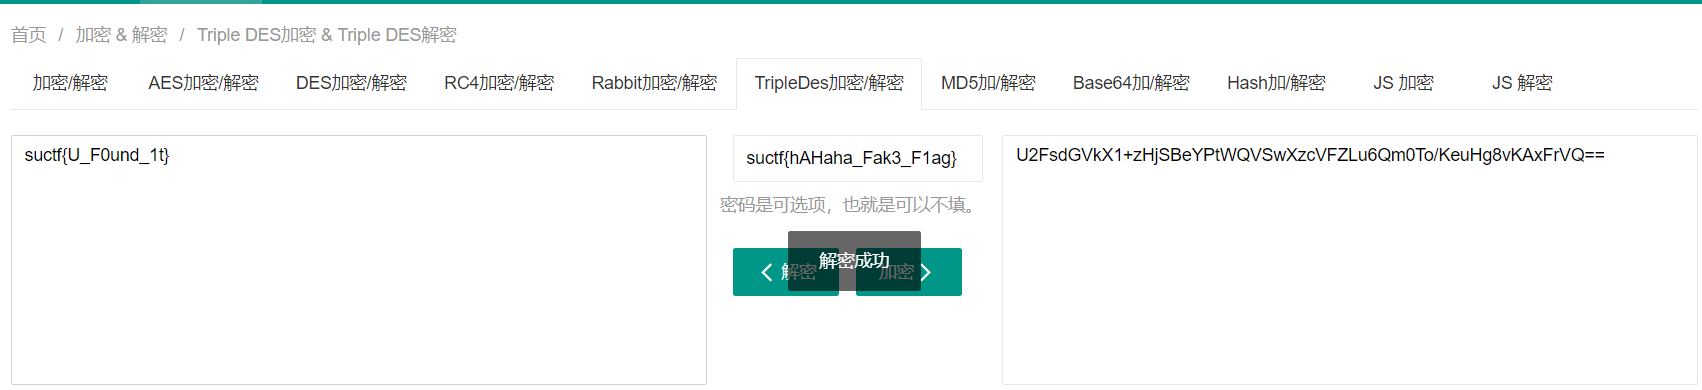 首页 / 加密 & 解密 / Triple DES加密 & Triple DES解密
加密/解密 AES加密/解密 DES加密/解密 RC4加密/解密 Rabbit加密/解密 TripleDes加密/解密 MD5加/解密 Base64加/解密 Hash加/解密 JS 加密 JS 解密
suctf{U_F0und_1t}
suctf{hAHaha_Fak3_F1ag}
U2FsdGVkX1+zHjSBeYPtWQVSwXzcVFZLu6Qm0To/KeuHg8vKAxFrVQ==
密码是可选项，也就是可以不填。
解密成功
解密
加密